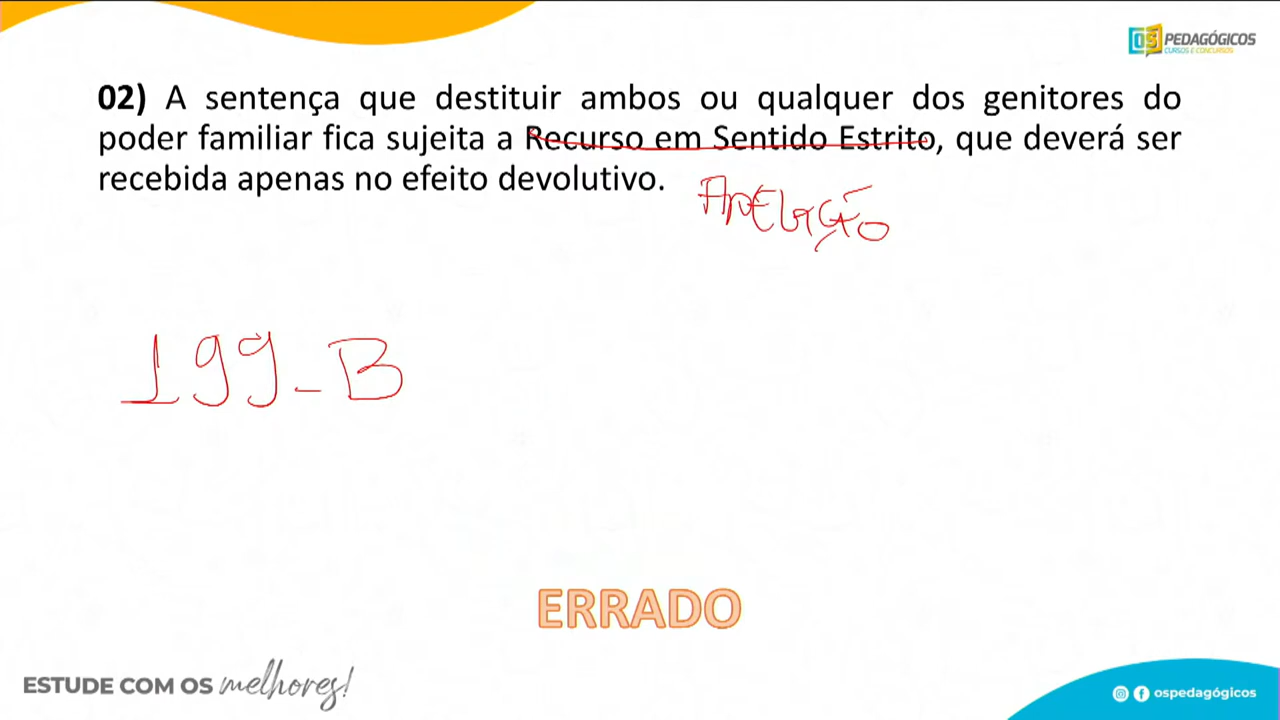 OS PEDAGÓGICOS
CURSOS E CONCURSOS
02) A sentença que destituir ambos ou qualquer dos genitores do
poder familiar fica sujeita a Recurso em Sentido Estrito, que deverá ser
recebida apenas no efeito devolutivo.
APELAÇÃO
199-B
ERRADO
ESTUDE COM OS melhores!
ospedagógicos